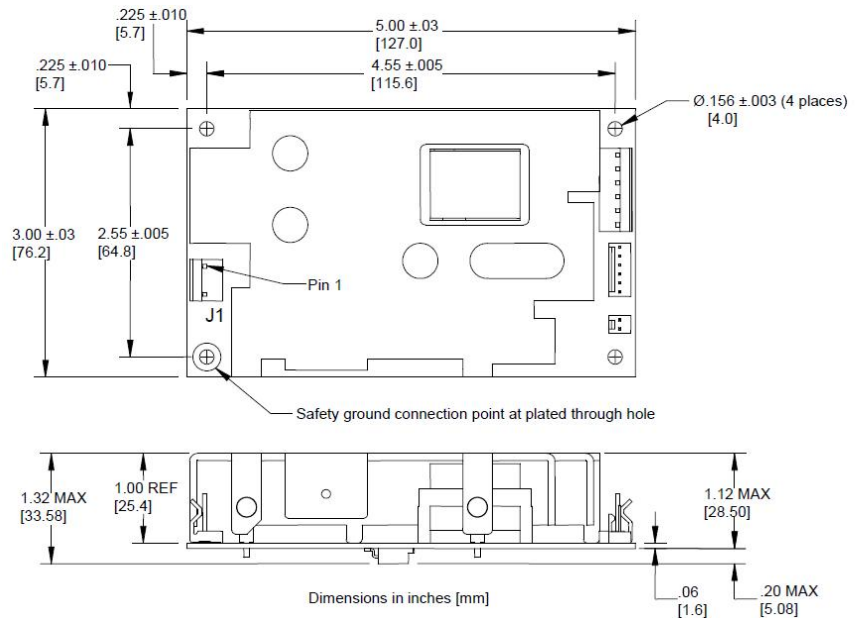 .225 ±.010
[5.7]
5.00 ±.03
[127.0]
.225 ±.010
[5.7]
4.55 ±.005
[115.6]
Ø.156 ±.003 (4 places)
[4.0]
3.00 ±.03
[76.2]
2.55 ±.005
[64.8]
Pin 1
J1
Safety ground connection point at plated through hole
1.32 MAX
[33.58]
1.00 REF
[25.4]
1.12 MAX
[28.50]
Dimensions in inches [mm]
.06
[1.6]
.20 MAX
[5.08]